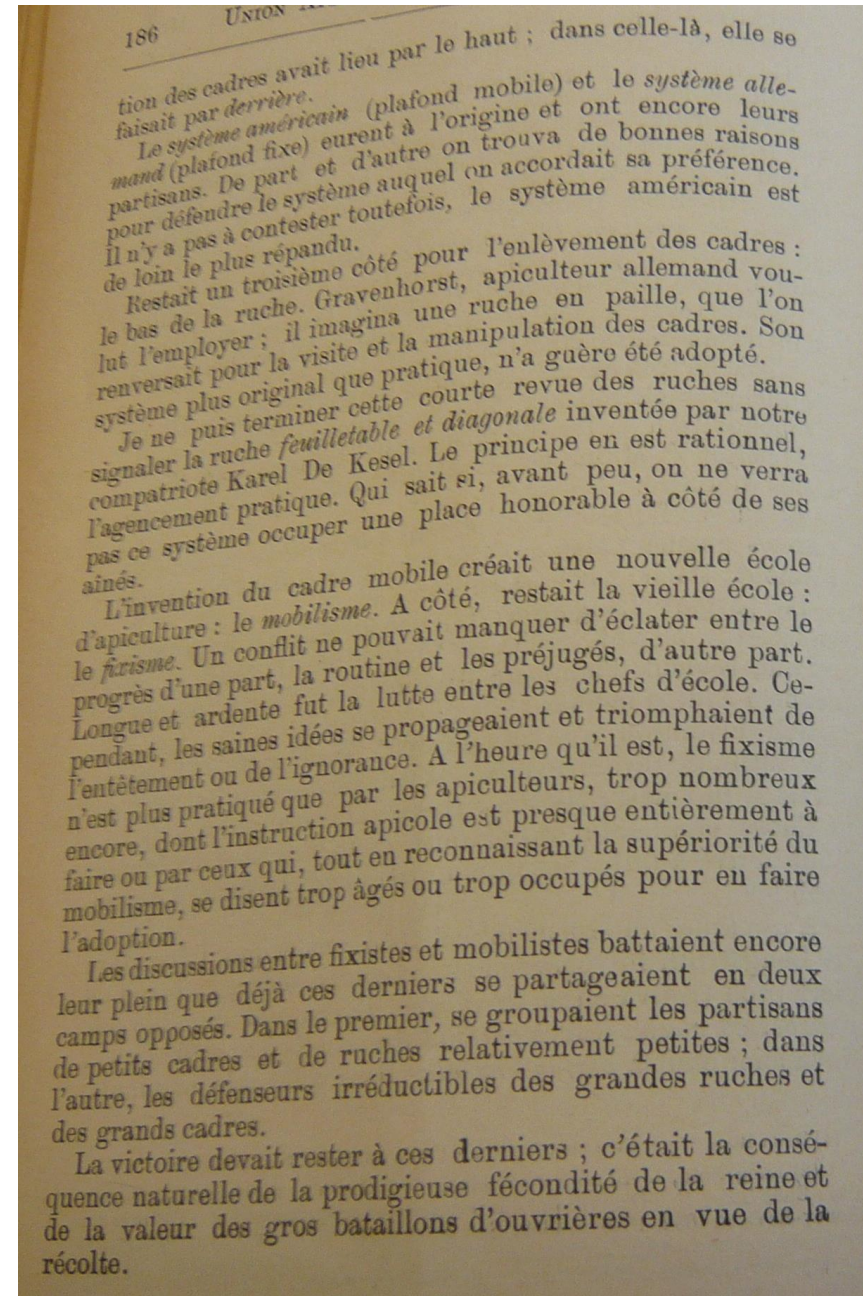 186 UNION
tion des cadres avait lieu par le haut ; dans celle-là, elle se
faisait par derrière.
Le système américain (plafond mobile) et le système alle-
mand (plafond fixe) eurent à l'origine et ont encore leurs
partisans. De part et d'autre on trouva de bonnes raisons
pour défendre le système auquel on accordait sa préférence.
Il n'y a pas à contester toutefois, le système américain est
de loin le plus répandu.
Restait un troisième côté pour l'enlèvement des cadres :
le bas de la ruche. Gravenhorst, apiculteur allemand vou-
lut l'employer ; il imagina une ruche en paille, que l'on
renversait pour la visite et la manipulation des cadres. Son
système plus original que pratique, n'a guère été adopté.
Je ne puis terminer cette courte revue des ruches sans
signaler la ruche feuilletable et diagonale inventée par notre
compatriote Karel De Kesel. Le principe en est rationnel,
l'agencement pratique. Qui sait si, avant peu, on ne verra
pas ce système occuper une place honorable à côté de ses
aînés.
L'invention du cadre mobile créait une nouvelle école
d'apiculture : le mobilisme. A côté, restait la vieille école :
le fixisme. Un conflit ne pouvait manquer d'éclater entre le
progrès d'une part, la routine et les préjugés, d'autre part.
Longue et ardente fut la lutte entre les chefs d'école. Ce-
pendant, les saines idées se propageaient et triomphaient de
l'entètement ou de l'ignorance. A l'heure qu'il est, le fixisme
n'est plus pratiqué que par les apiculteurs, trop nombreux
encore, dont l'instruction apicole est presque entièrement à
faire ou par ceux qui, tout en reconnaissant la supériorité du
mobilisme, se disent trop âgés ou trop occupés pour en faire
l'adoption.
Les discussions entre fixistes et mobilistes battaient encore
leur plein que déjà ces derniers se partageaient en deux
camps opposés. Dans le premier, se groupaient les partisans
de petits cadres et de ruches relativement petites ; dans
l'autre, les défenseurs irréductibles des grandes ruches et
des grands cadres.
La victoire devait rester à ces derniers ; c'était la consé-
quence naturelle de la prodigieuse fécondité de la reine et
de la valeur des gros bataillons d'ouvrières en vue de la
récolte.